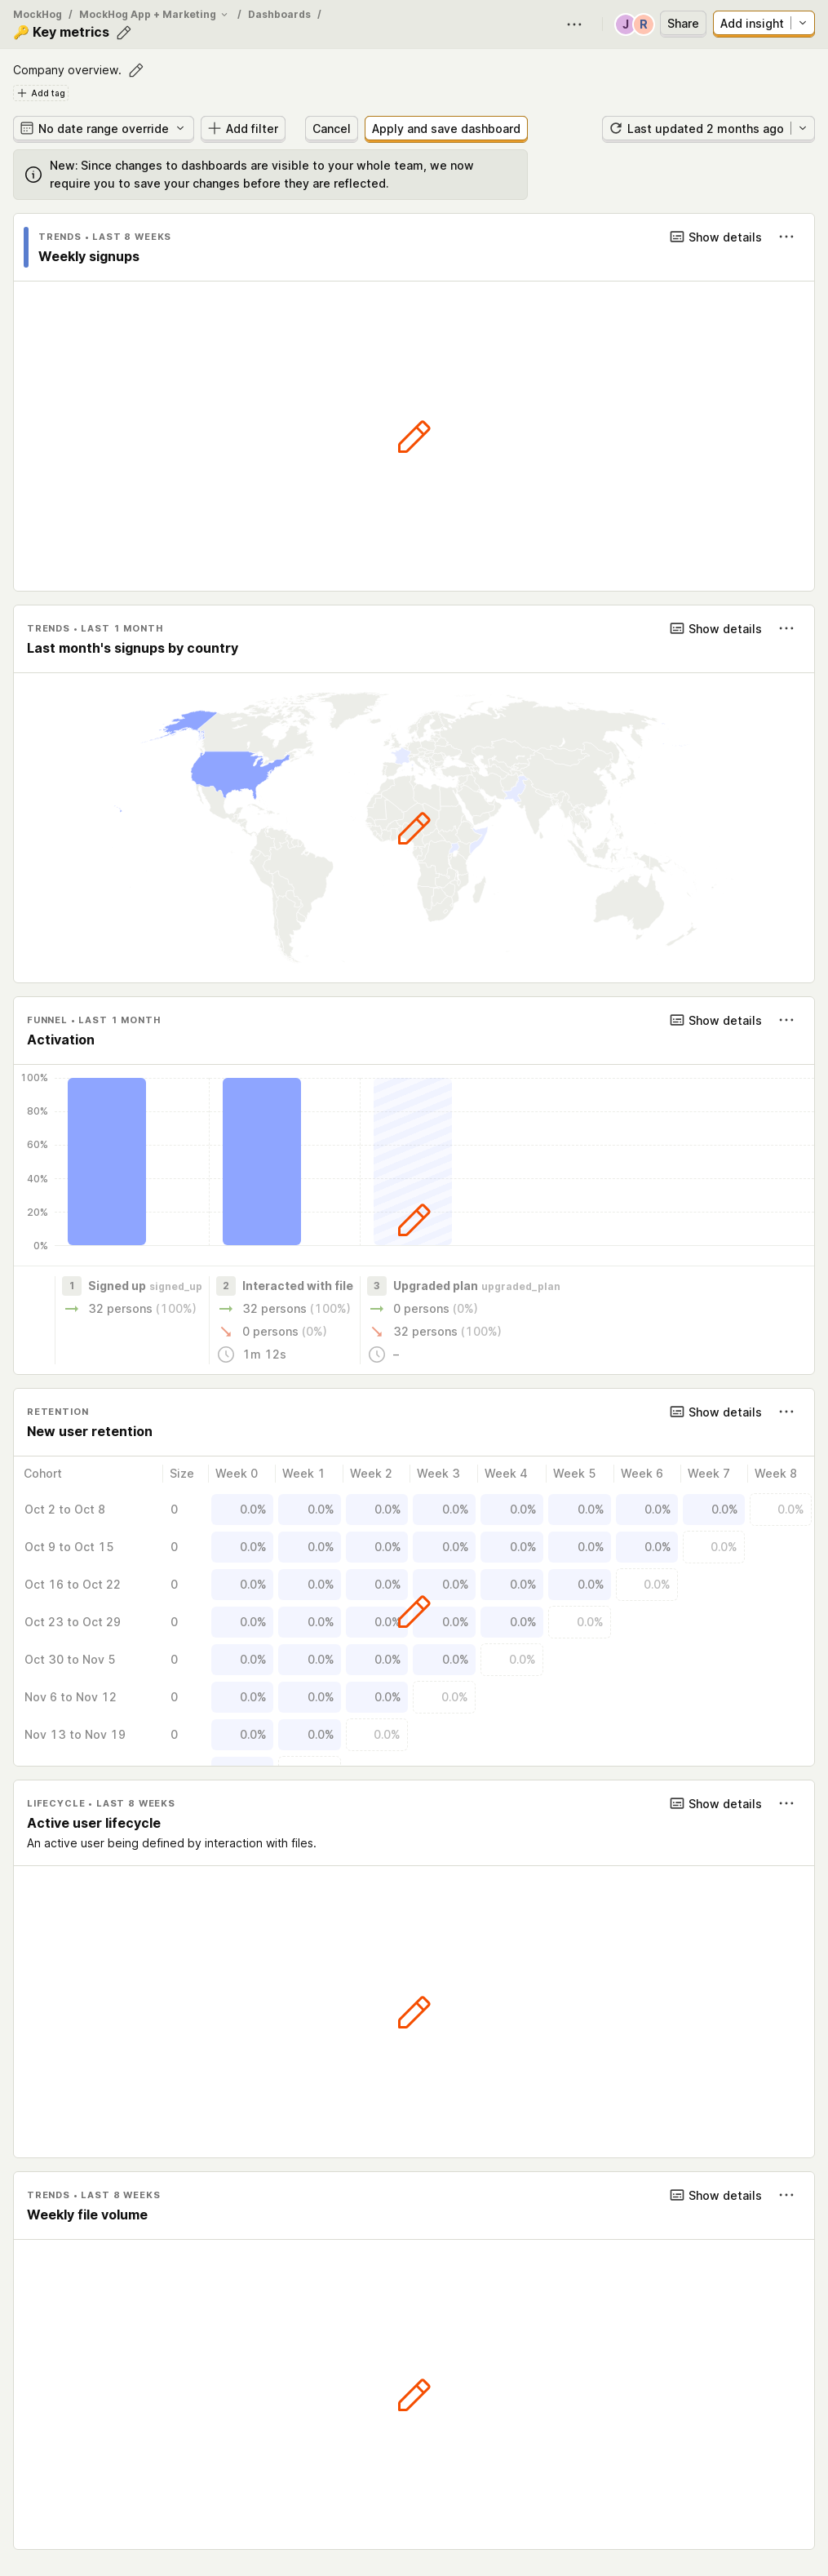 MockHog / MockHog App + Marketing / Dashboards /
🔑 Key metrics
J R Share Add insight
Company overview.
Add tag
No date range override Add filter Cancel Apply and save dashboard Last updated 2 months ago
New: Since changes to dashboards are visible to your whole team, we now
require you to save your changes before they are reflected.
TRENDS • LAST 8 WEEKS
Show details
Weekly signups
TRENDS • LAST 1 MONTH
Show details
Last month's signups by country
FUNNEL • LAST 1 MONTH
Show details
Activation
100%
80%
60%
40%
20%
0%
1 Signed up signed_up 2 Interacted with file 3 Upgraded plan upgraded_plan
32 persons (100%) 32 persons (100%) 0 persons (0%)
0 persons (0%) 32 persons (100%)
1m 12s –
RETENTION
Show details
New user retention
Cohort Size Week 0 Week 1 Week 2 Week 3 Week 4 Week 5 Week 6 Week 7 Week 8
Oct 2 to Oct 8 0 0.0% 0.0% 0.0% 0.0% 0.0% 0.0% 0.0% 0.0% 0.0%
Oct 9 to Oct 15 0 0.0% 0.0% 0.0% 0.0% 0.0% 0.0% 0.0% 0.0%
Oct 16 to Oct 22 0 0.0% 0.0% 0.0% 0.0% 0.0% 0.0% 0.0%
Oct 23 to Oct 29 0 0.0% 0.0% 0.0% 0.0% 0.0% 0.0%
Oct 30 to Nov 5 0 0.0% 0.0% 0.0% 0.0% 0.0%
Nov 6 to Nov 12 0 0.0% 0.0% 0.0% 0.0%
Nov 13 to Nov 19 0 0.0% 0.0% 0.0%
LIFECYCLE • LAST 8 WEEKS
Show details
Active user lifecycle
An active user being defined by interaction with files.
TRENDS • LAST 8 WEEKS
Show details
Weekly file volume